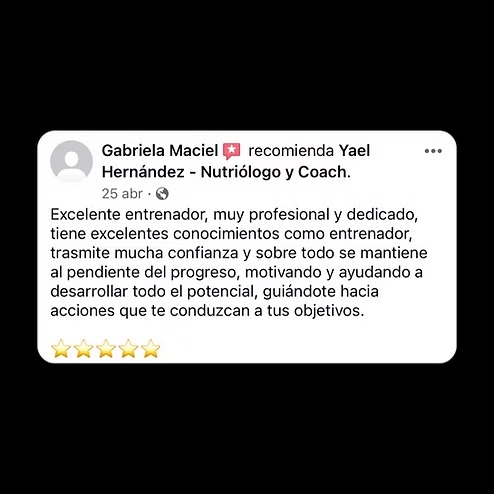 Gabriela Maciel recomienda Yael
Hernández - Nutriólogo y Coach.
25 abr ·
Excelente entrenador, muy profesional y dedicado,
tiene excelentes conocimientos como entrenador,
trasmite mucha confianza y sobre todo se mantiene
al pendiente del progreso, motivando y ayudando a
desarrollar todo el potencial, guiándote hacia
acciones que te conduzcan a tus objetivos.